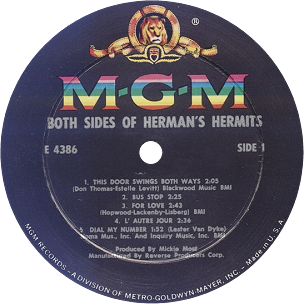 ®
M-G-M
BOTH SIDES OF HERMAN'S HERMITS
E 4386 SIDE 1
1. THIS DOOR SWINGS BOTH WAYS 2:05
(Don Thomas-Estelle Levitt) Blackwood Music BMI
2. BUS STOP 2:25
3. FOR LOVE 2:43
(Hopwood-Lackenby-Lisberg) BMI
4. L' AUTRE JOUR 2:36
5 DIAL MY NUMBER 1:52 (Lester Van Dyke)
Mus., Inc. And Inquiry Music, Inc. BMI
Produced By Mickie Most
Manufactured By Reverse Producers Corp.
MGM RECORDS - A DIVISION OF METRO-GOLDWYN-MAYER, INC. - Made in U.S.A.